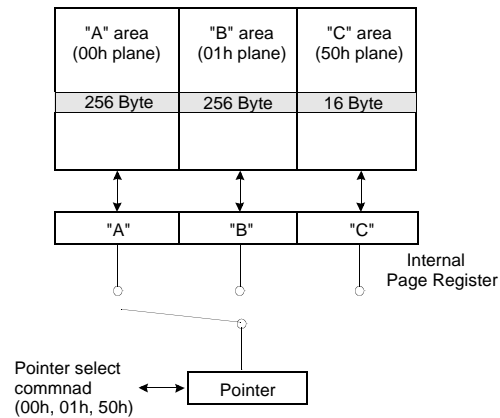 "A" area
(00h plane)
"B" area
(01h plane)
"C" area
(50h plane)
256 Byte
256 Byte
16 Byte
"A"
"B"
"C"
Internal
Page Register
Pointer select
commnad
(00h, 01h, 50h)
Pointer